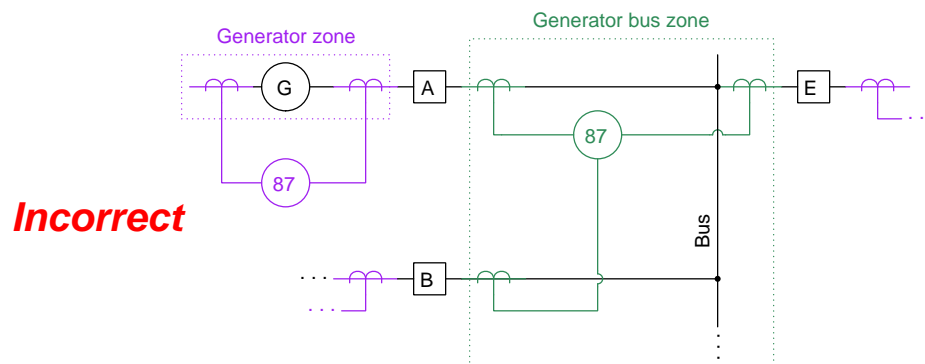 Generator bus zone
Generator zone
G
A
E
87
87
Incorrect
Bus
B